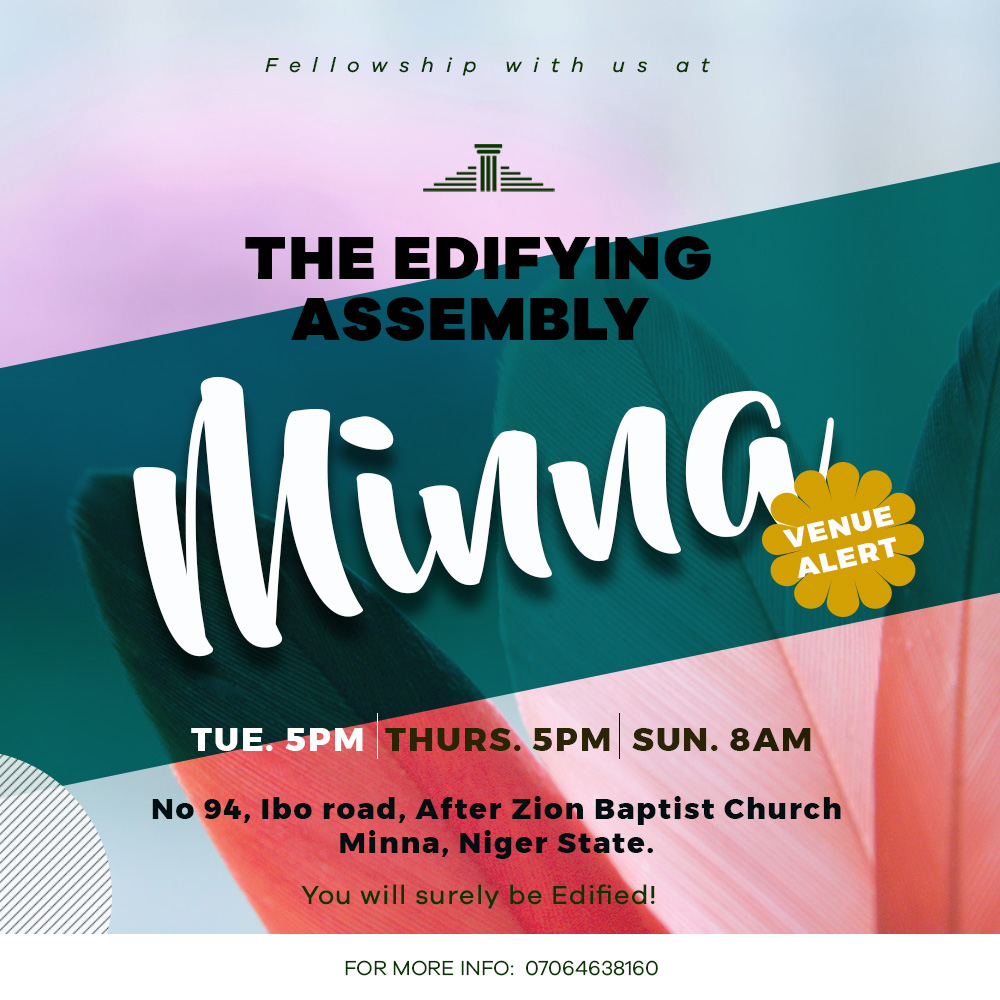 Fellowship with us at
THE EDIFYING
ASSEMBLY
Minna
VENUE
ALERT
TUE. 5PM THURS. 5PM SUN. 8AM
No 94, Ibo road, After Zion Baptist Church
Minna, Niger State.
You will surely be Edified!
FOR MORE INFO: 07064638160